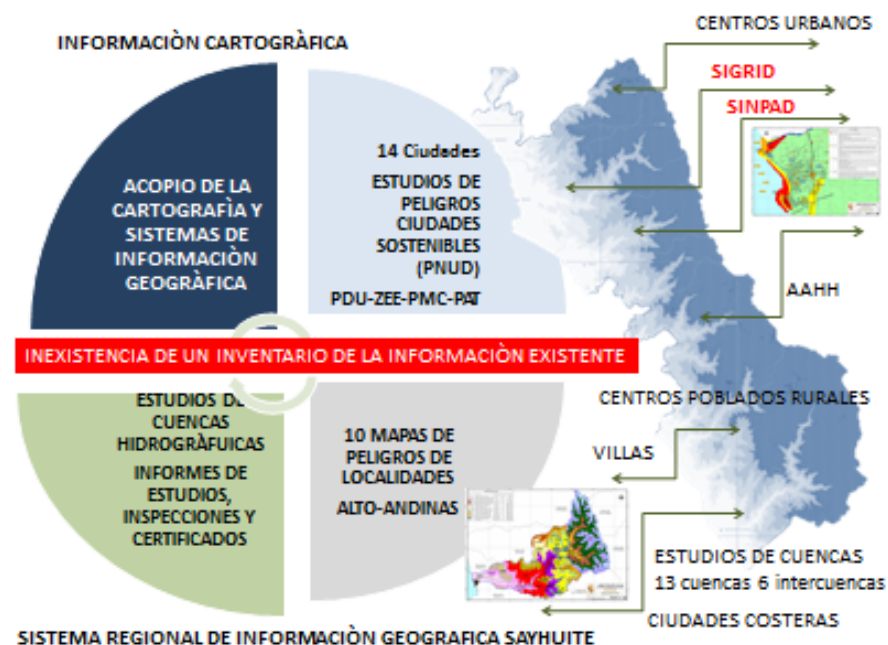 INFORMACIÒN CARTOGRÀFICA
CENTROS URBANOS
SIGRID
SINPAD
ACOPIO DE LA
CARTOGRAFÌA Y
SISTEMAS DE
INFORMACIÒN
GEOGRÀFICA
14 Ciudades
ESTUDIOS DE
PELIGROS
CIUDADES
SOSTENIBLES
(PNUD)
PDU-ZEE-PMC-PAT
AAHH
INEXISTENCIA DE UN INVENTARIO DE LA INFORMACIÒN EXISTENTE
ESTUDIOS DE
CUENCAS
HIDROGRÀFUICAS
INFORMES DE
ESTUDIOS,
INSPECCIONES Y
CERTIFICADOS
10 MAPAS DE
PELIGROS DE
LOCALIDADES
ALTO-ANDINAS
CENTROS POBLADOS RURALES
VILLAS
ESTUDIOS DE CUENCAS
13 cuencas 6 intercuencas
CIUDADES COSTERAS
SISTEMA REGIONAL DE INFORMACIÒN GEOGRAFICA SAYHUITE